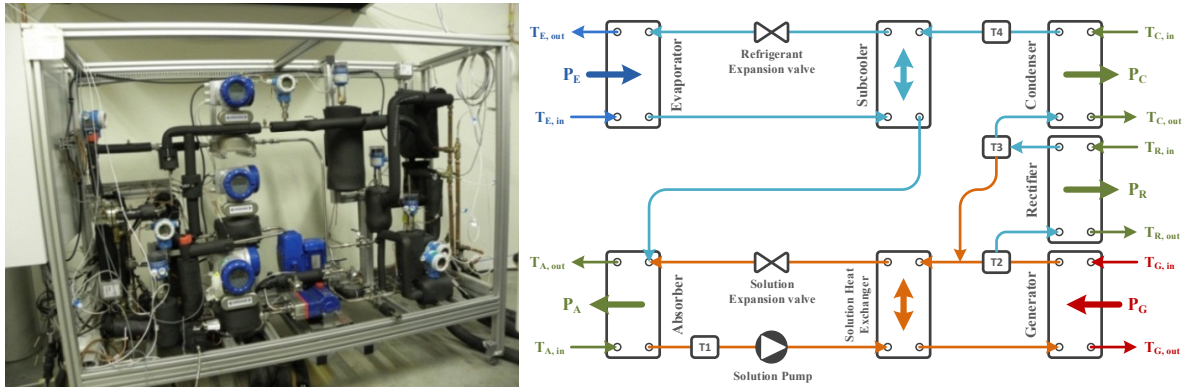 T_E, out
T_E, in
P_E
Evaporator
Refrigerant
Expansion valve
Subcooler
T4
Condenser
T_C, in
P_C
T_C, out
T3
T_R, in
Rectifier
P_R
T_R, out
T_A, out
P_A
T_A, in
Absorber
Solution
Expansion valve
T1
Solution Pump
Solution Heat
Exchanger
T2
Generator
T_G, in
P_G
T_G, out